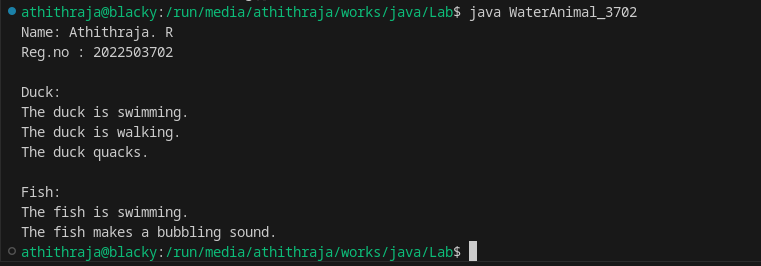 athithraja@blacky:/run/media/athithraja/works/java/Lab$ java WaterAnimal_3702
Name: Athithraja. R
Reg.no : 2022503702
Duck:
The duck is swimming.
The duck is walking.
The duck quacks.
Fish:
The fish is swimming.
The fish makes a bubbling sound.
athithraja@blacky:/run/media/athithraja/works/java/Lab$